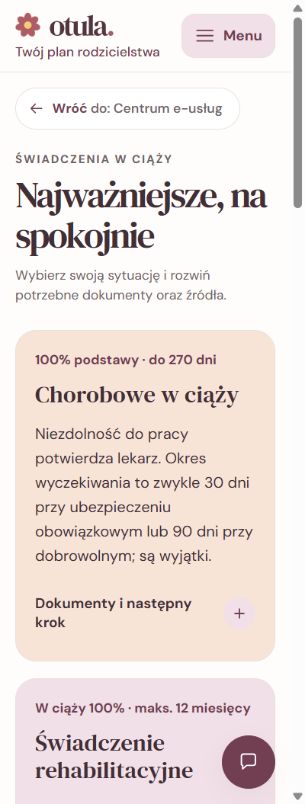 otula.
Twój plan rodzicielstwa
Menu
← Wróć do: Centrum e-usług
ŚWIADCZENIA W CIĄŻY
Najważniejsze, na
spokojnie
Wybierz swoją sytuację i rozwiń
potrzebne dokumenty oraz źródła.
100% podstawy · do 270 dni
Chorobowe w ciąży
Niezdolność do pracy
potwierdza lekarz. Okres
wyczekiwania to zwykle 30 dni
przy ubezpieczeniu
obowiązkowym lub 90 dni przy
dobrowolnym; są wyjątki.
Dokumenty i następny
krok
+
W ciąży 100% · maks. 12 miesięcy
Świadczenie
rehabilitacyjne